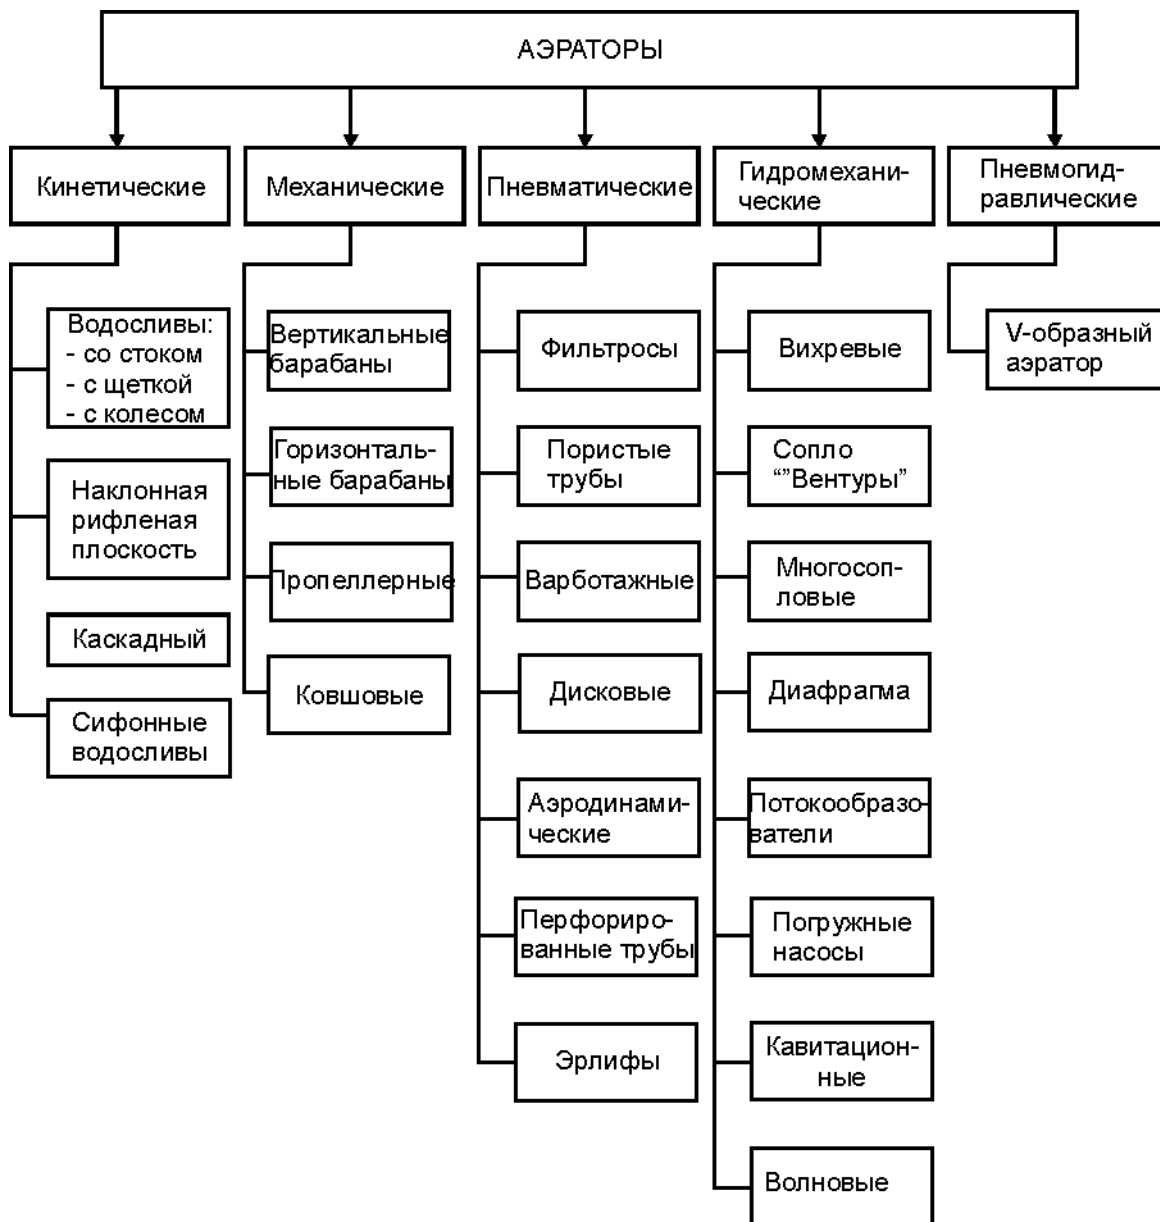 АЭРАТОРЫ
Кинетические
Механические
Пневматические
Гидромехани-
ческие
Пневмогид-
равлические
Водосливы:
- со стоком
- с щеткой
- с колесом
Наклонная
рифленая
плоскость
Каскадный
Сифонные
водосливы
Вертикальные
барабаны
Горизонталь-
ные барабаны
Пропеллерные
Ковшовые
Фильтросы
Пористые
трубы
Варботажные
Дисковые
Аэродинами-
ческие
Перфориро-
ванные трубы
Эрлифы
Вихревые
Сопло
“”Вентуры”
Многосоп-
ловые
Диафрагма
Потокообразо-
ватели
Погружные
насосы
Кавитацион-
ные
Волновые
V-образный
аэратор